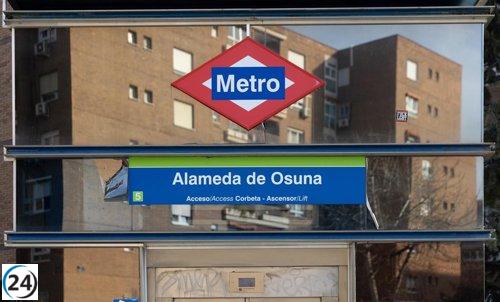 Metro
Alameda de Osuna
5
Acceso/Access Corbeta - Ascensor/Lift
24